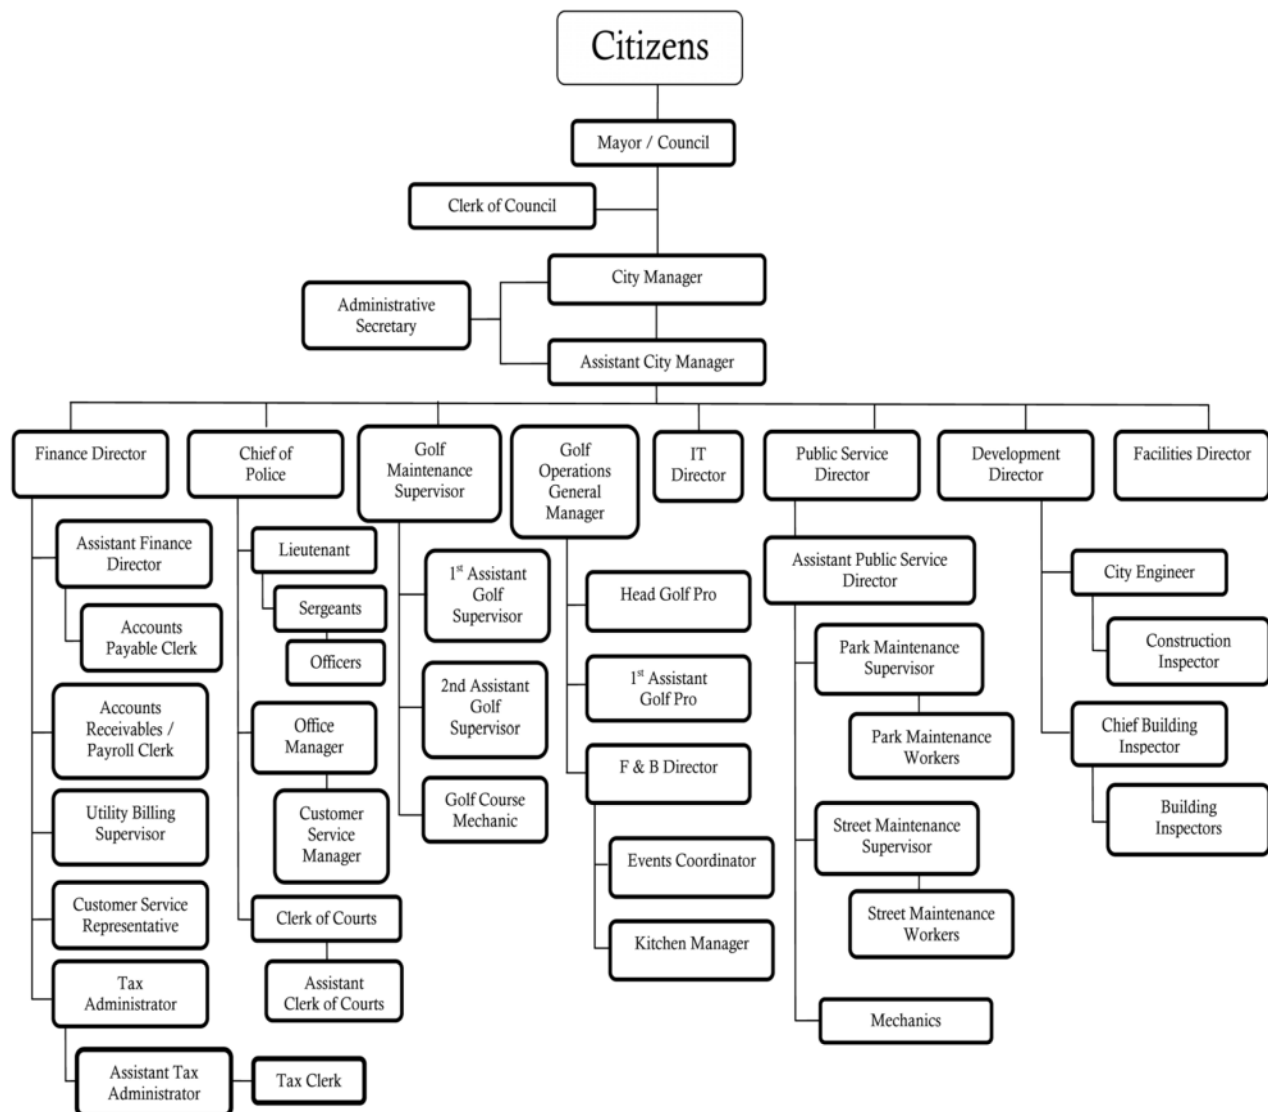 Citizens
Mayor / Council
Clerk of Council
City Manager
Administrative
Secretary
Assistant City Manager
Finance Director
Chief of
Police
Golf
Maintenance
Supervisor
Golf
Operations
General
Manager
IT
Director
Public Service
Director
Development
Director
Facilities Director
Assistant Finance
Director
Accounts
Payable Clerk
Accounts
Receivables /
Payroll Clerk
Utility Billing
Supervisor
Customer Service
Representative
Tax
Administrator
Assistant Tax
Administrator
Tax Clerk
Lieutenant
Sergeants
Officers
Office
Manager
Customer
Service
Manager
Clerk of Courts
Assistant
Clerk of Courts
1st Assistant
Golf
Supervisor
2nd Assistant
Golf
Supervisor
Golf Course
Mechanic
Head Golf Pro
1st Assistant
Golf Pro
F & B Director
Events Coordinator
Kitchen Manager
Assistant Public Service
Director
Park Maintenance
Supervisor
Park Maintenance
Workers
Street Maintenance
Supervisor
Street Maintenance
Workers
Mechanics
City Engineer
Construction
Inspector
Chief Building
Inspector
Building
Inspectors